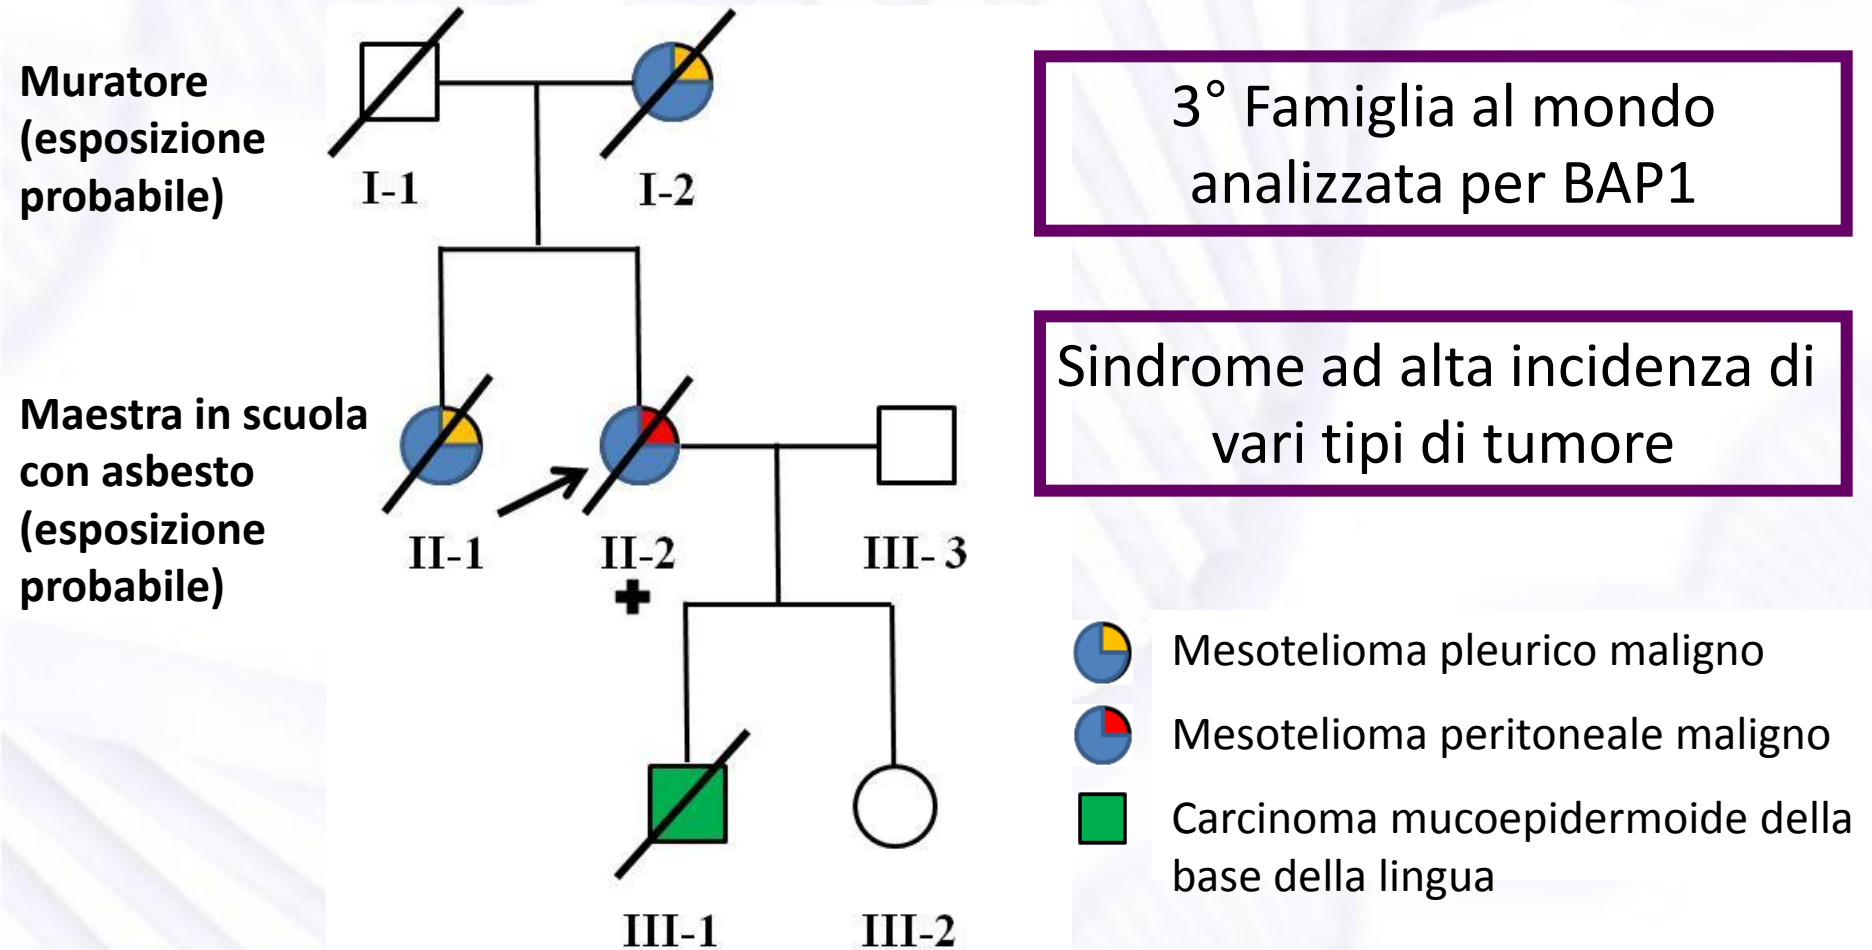 Muratore
(esposizione
probabile)
I-1
I-2
3° Famiglia al mondo
analizzata per BAP1
Sindrome ad alta incidenza di
vari tipi di tumore
Maestra in scuola
con asbesto
(esposizione
probabile)
II-1
II-2
III- 3
Mesotelioma pleurico maligno
Mesotelioma peritoneale maligno
Carcinoma mucoepidermoide della
base della lingua
III-1
III-2